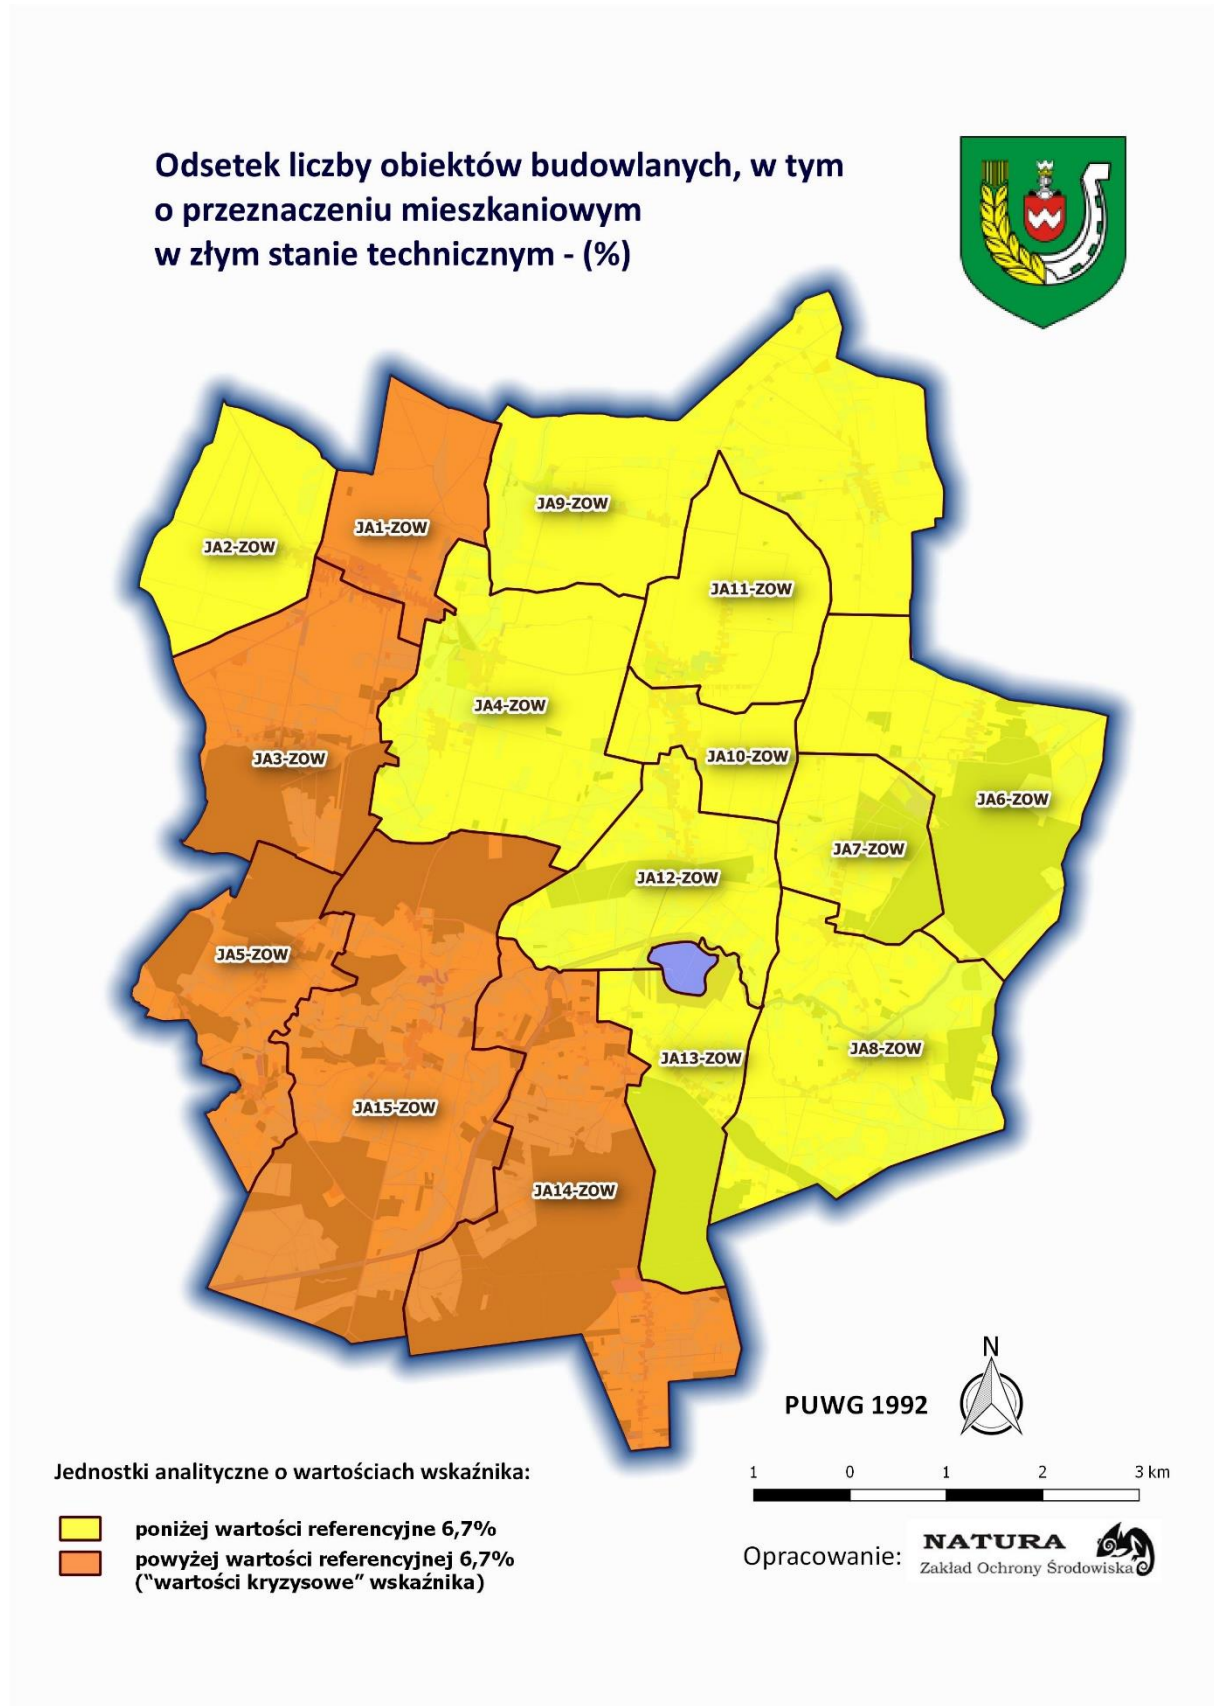 Odsetek liczby obiektów budowlanych, w tym
o przeznaczeniu mieszkaniowym
w złym stanie technicznym - (%)
JA9-ZOW
JA1-ZOW
JA2-ZOW
JA11-ZOW
JA4-ZOW
JA3-ZOW
JA10-ZOW
JA6-ZOW
JA7-ZOW
JA12-ZOW
JA5-ZOW
JA8-ZOW
JA13-ZOW
JA15-ZOW
JA14-ZOW
N
PUWG 1992
Jednostki analityczne o wartościach wskaźnika:
poniżej wartości referencyjne 6,7%
powyżej wartości referencyjnej 6,7%
("wartości kryzysowe" wskaźnika)
1 0 1 2 3 km
Opracowanie:
NATURA
Zakład Ochrony Środowiska